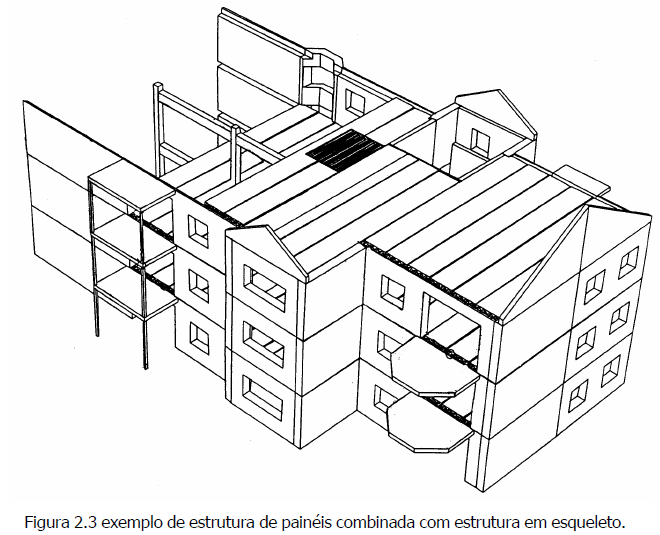 Figura 2.3 exemplo de estrutura de painéis combinada com estrutura em esqueleto.